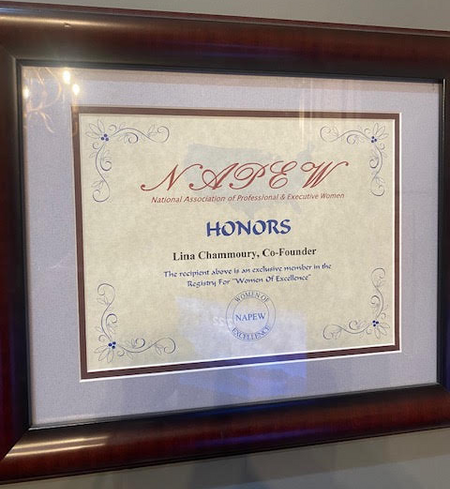 NAPEW
National Association of Professional & Executive Women
HONORS
Lina Chammoury, Co-Founder
The recipient above is an exclusive member in the
Registry For "Women Of Excellence"
WOMEN OF
NAPEW
EXCELLENCE